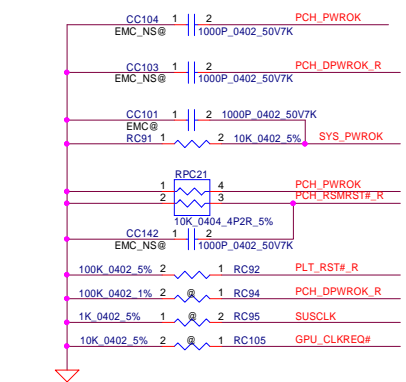 CC104 1 2 PCH_PWROK
EMC_NS@ 1000P_0402_50V7K
CC103 1 2 PCH_DPWROK_R
EMC_NS@ 1000P_0402_50V7K
CC101 1 2 1000P_0402_50V7K
EMC@
RC91 1 2 10K_0402_5% SYS_PWROK
RPC21
1 4 PCH_PWROK
2 3 PCH_RSMRST#_R
10K_0404_4P2R_5%
CC142 1 2
EMC_NS@ 1000P_0402_50V7K
100K_0402_5% 2 1 RC92 PLT_RST#_R
100K_0402_1% 2 @ 1 RC94 PCH_DPWROK_R
1K_0402_5% 1 @ 2 RC95 SUSCLK
10K_0402_5% 2 @ 1 RC105 GPU_CLKREQ#